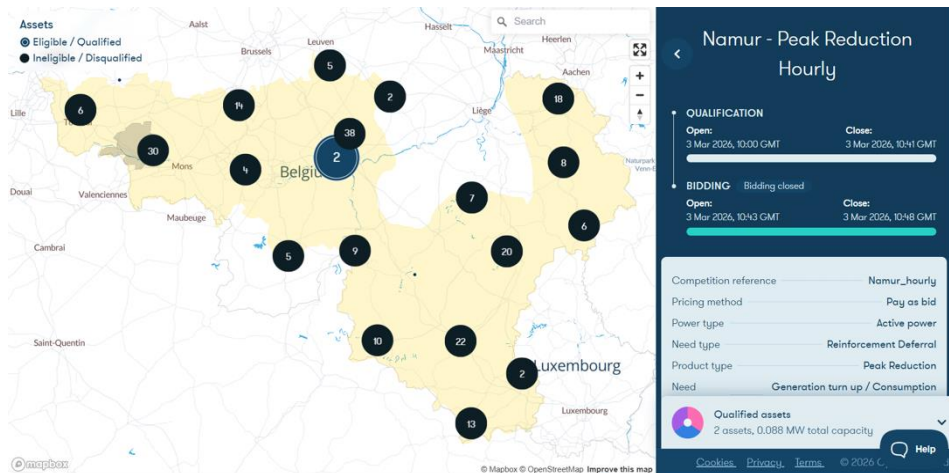 Assets
Eligible / Qualified
Ineligible / Disqualified
Aalst
Brussels
Leuven
Hasselt
Maastricht
Heerlen
Aachen
Liège
Lille
Mons
Belgiu
Naturpark
Douai
Valenciennes
Maubeuge
Cambrai
Saint-Quentin
Luxembourg
Luxembourg
5
2
6
14
18
38
30
2
4
8
7
6
5
9
20
10
22
2
13
Search
mapbox
© Mapbox © OpenStreetMap Improve this map
Namur - Peak Reduction
Hourly
QUALIFICATION
Open: Close:
3 Mar 2026, 10:00 GMT 3 Mar 2026, 10:41 GMT
BIDDING Bidding closed
Open: Close:
3 Mar 2026, 10:43 GMT 3 Mar 2026, 10:48 GMT
Competition reference Namur_hourly
Pricing method Pay as bid
Power type Active power
Need type Reinforcement Deferral
Product type Peak Reduction
Need Generation turn up / Consumption
Qualified assets
2 assets, 0.088 MW total capacity
Help
Cookies Privacy Terms © 2026